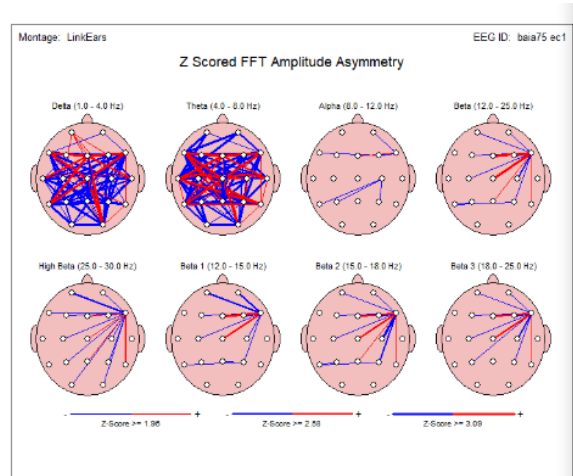 Montage: LinkEars EEG ID: baia75 ec1
Z Scored FFT Amplitude Asymmetry
Delta (1.0 - 4.0 Hz) Theta (4.0 - 8.0 Hz) Alpha (8.0 - 12.0 Hz) Beta (12.0 - 25.0 Hz)
High Beta (25.0 - 30.0 Hz) Beta 1 (12.0 - 15.0 Hz) Beta 2 (15.0 - 18.0 Hz) Beta 3 (18.0 - 25.0 Hz)
- + - + - +
Z-Score >= 1.96 Z-Score >= 2.58 Z-Score >= 3.09